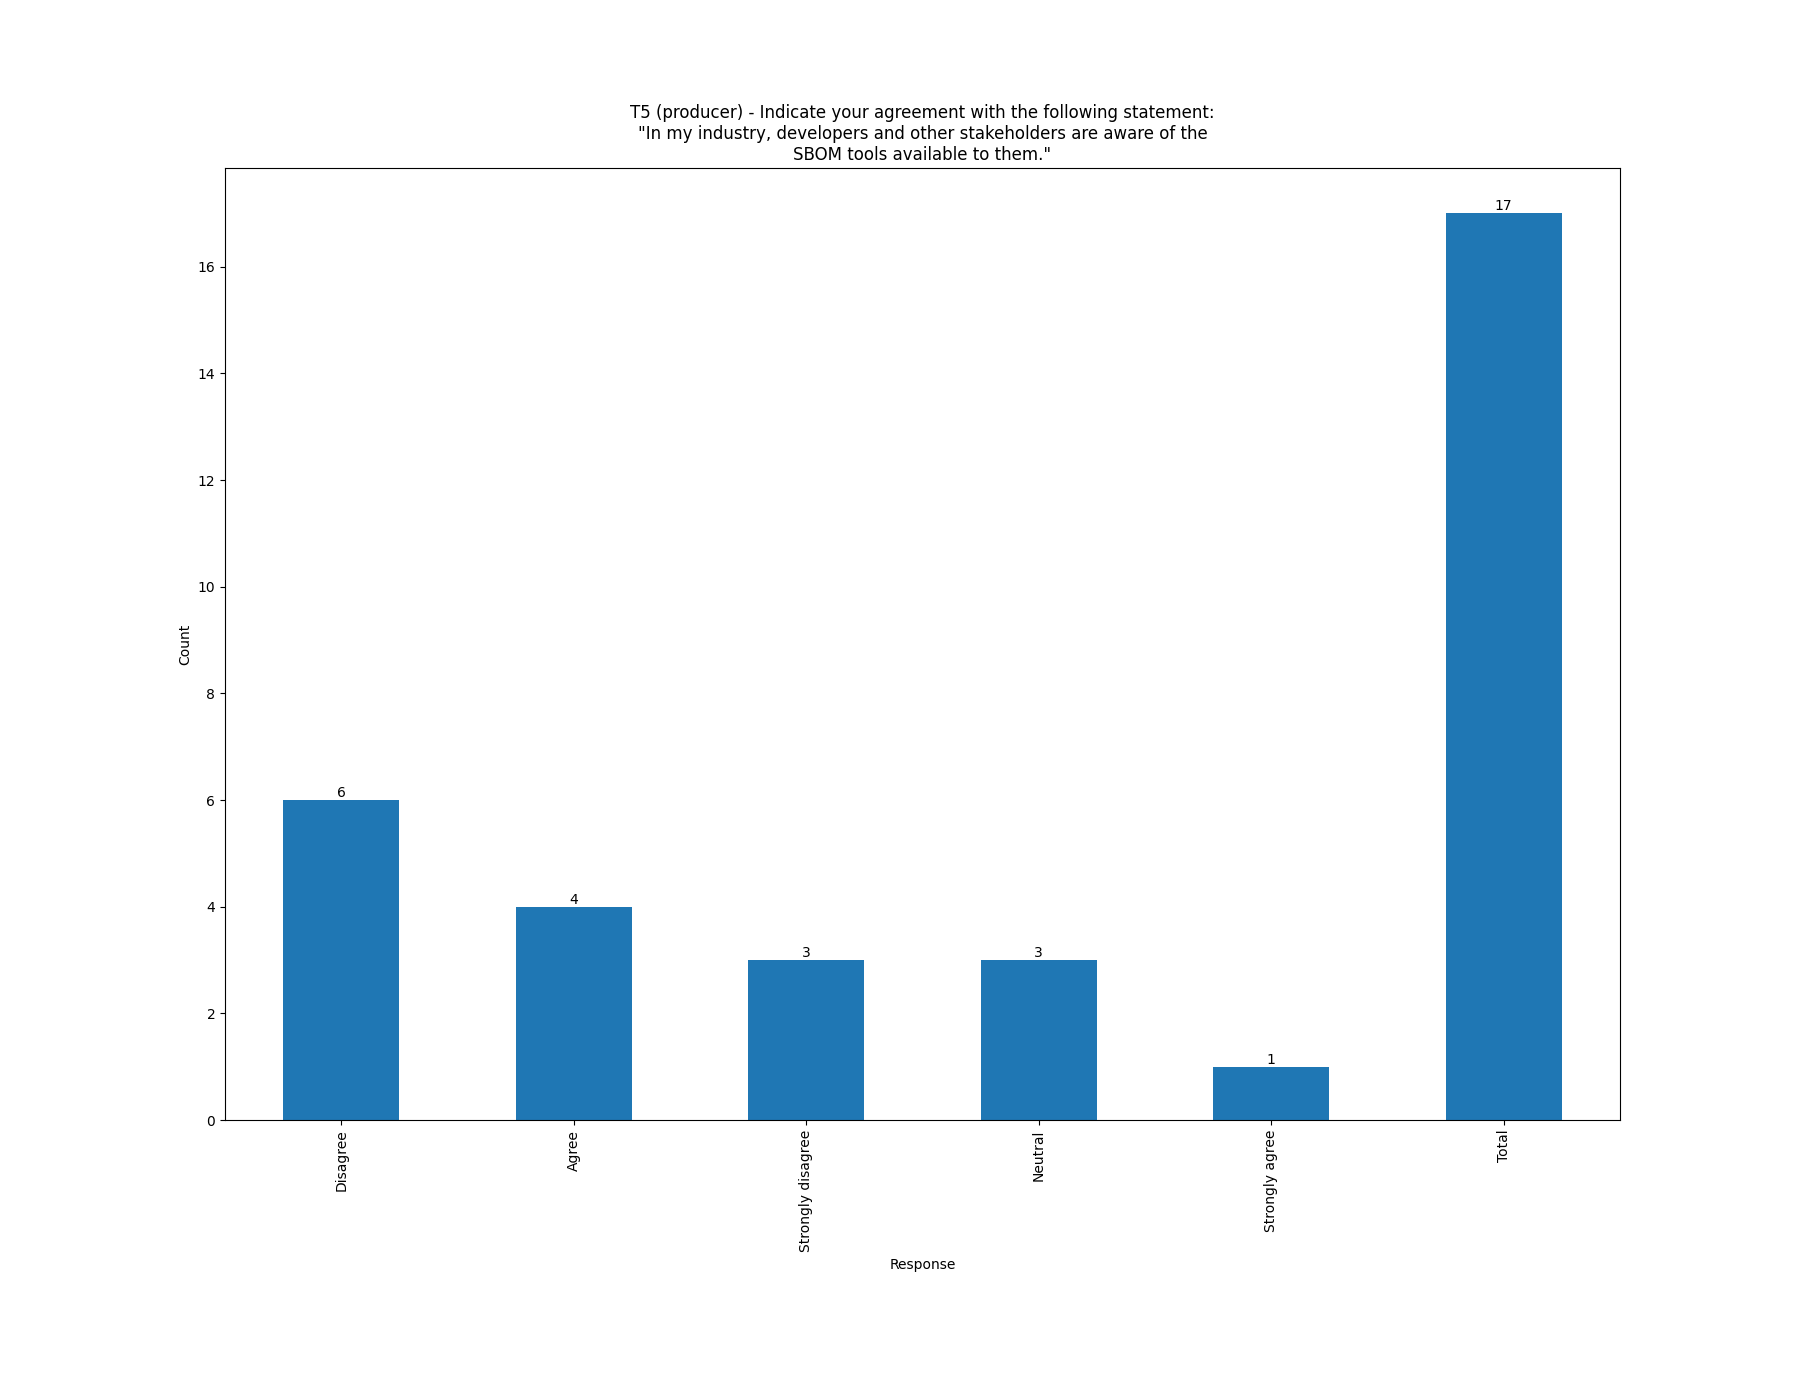 T5 (producer) - Indicate your agreement with the following statement:
"In my industry, developers and other stakeholders are aware of the
SBOM tools available to them."
17
16
14
12
10
Count
8
6
6
4
4
3
3
2
1
0
Disagree
Agree
Strongly disagree
Neutral
Strongly agree
Total
Response